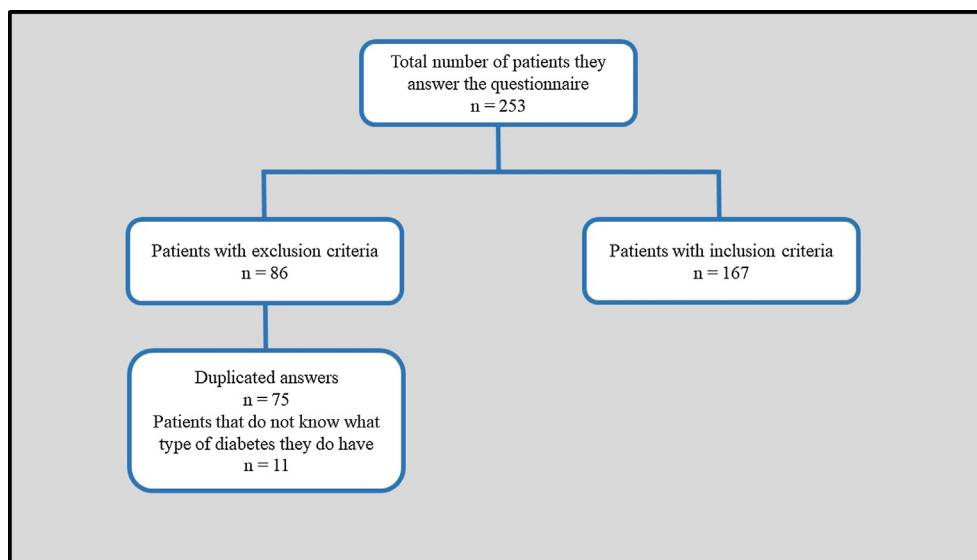 Total number of patients they
answer the questionnaire
n = 253
Patients with exclusion criteria
n = 86
Patients with inclusion criteria
n = 167
Duplicated answers
n = 75
Patients that do not know what
type of diabetes they do have
n = 11